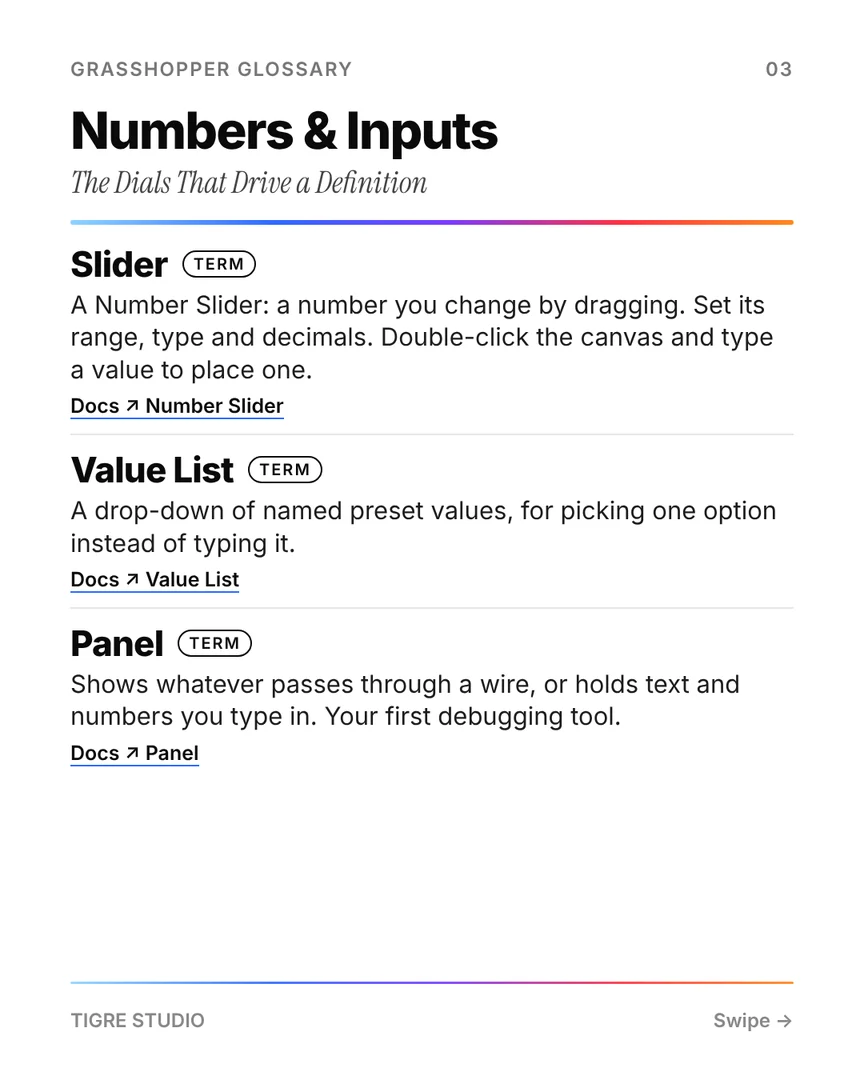 GRASSHOPPER GLOSSARY
03
Numbers & Inputs
The Dials That Drive a Definition
Slider TERM
A Number Slider: a number you change by dragging. Set its
range, type and decimals. Double-click the canvas and type
a value to place one.
Docs ↗ Number Slider
Value List TERM
A drop-down of named preset values, for picking one option
instead of typing it.
Docs ↗ Value List
Panel TERM
Shows whatever passes through a wire, or holds text and
numbers you type in. Your first debugging tool.
Docs ↗ Panel
TIGRE STUDIO
Swipe →